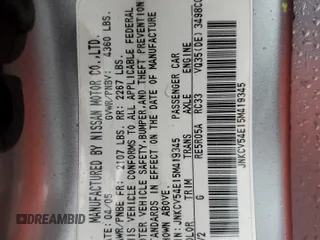 MANUFACTURED BY NISSAN MOTOR CO.,LTD.
04/05 GVWR/PNBV: 4360 LBS.
GAWR/PNBE FR: 2107 LBS. RR: 2267 LBS.
THIS VEHICLE CONFORMS TO ALL APPLICABLE FEDERAL
MOTOR VEHICLE SAFETY,BUMPER,AND THEFT PREVENTION
STANDARDS IN EFFECT ON THE DATE OF MANUFACTURE
SHOWN ABOVE.
VIN: JNKCV54E15M419345 PASSENGER CAR
TRIM TRANS AXLE ENGINE
G RE5R05A RC33 VQ35(DE) 3498CC
JNKCV54E15M419345
DREAMBID